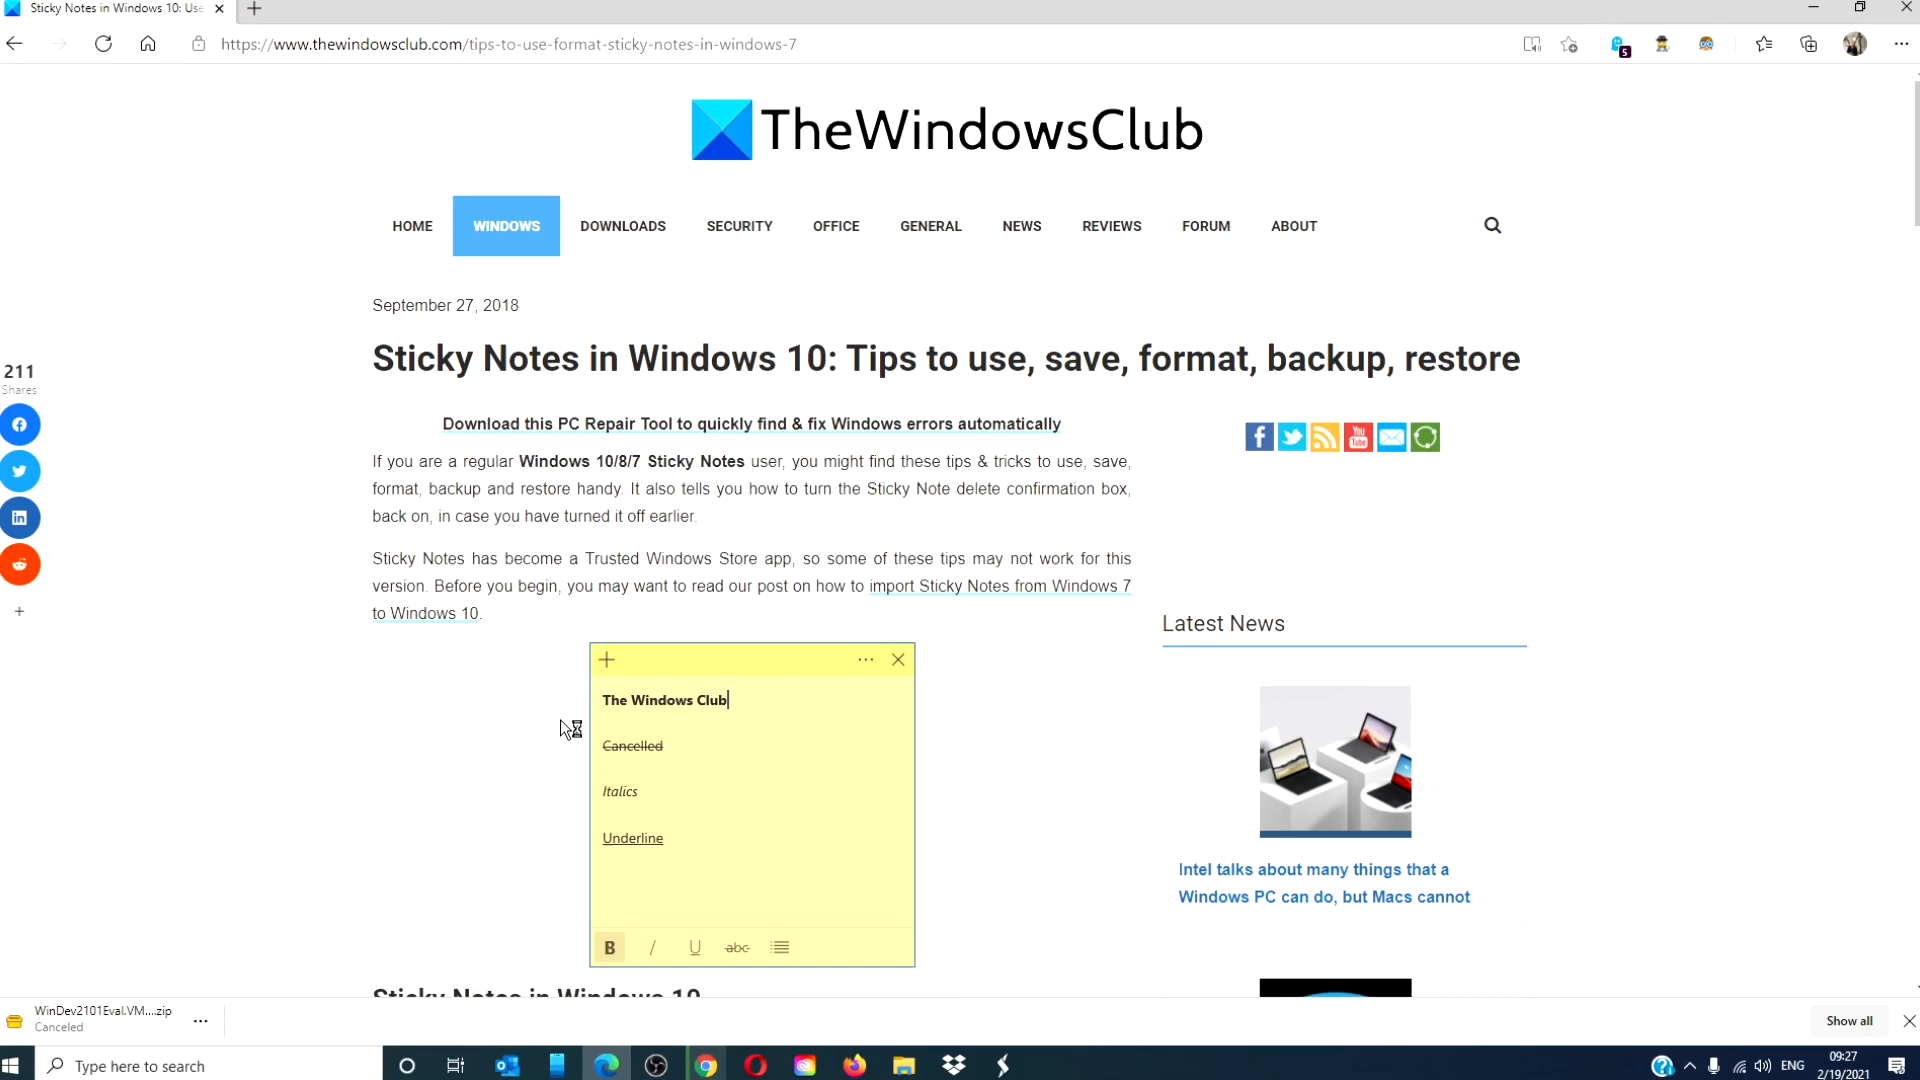 Sticky Notes in Windows 10: Use
https://www.thewindowsclub.com/tips-to-use-format-sticky-notes-in-windows-7
5
TheWindowsClub
HOME WINDOWS DOWNLOADS SECURITY OFFICE GENERAL NEWS REVIEWS FORUM ABOUT
September 27, 2018
Sticky Notes in Windows 10: Tips to use, save, format, backup, restore
211
Shares
Download this PC Repair Tool to quickly find & fix Windows errors automatically
If you are a regular Windows 10/8/7 Sticky Notes user, you might find these tips & tricks to use, save,
format, backup and restore handy. It also tells you how to turn the Sticky Note delete confirmation box,
back on, in case you have turned it off earlier.
Sticky Notes has become a Trusted Windows Store app, so some of these tips may not work for this
version. Before you begin, you may want to read our post on how to import Sticky Notes from Windows 7
to Windows 10.
The Windows Club
Cancelled
Italics
Underline
B / U abc
You
Tube
Latest News
Intel talks about many things that a
Windows PC can do, but Macs cannot
Sticky Notes in Windows 10
WinDev2101Eval.VM....zip
Canceled
Show all
Type here to search
ENG
09:27
2/19/2021